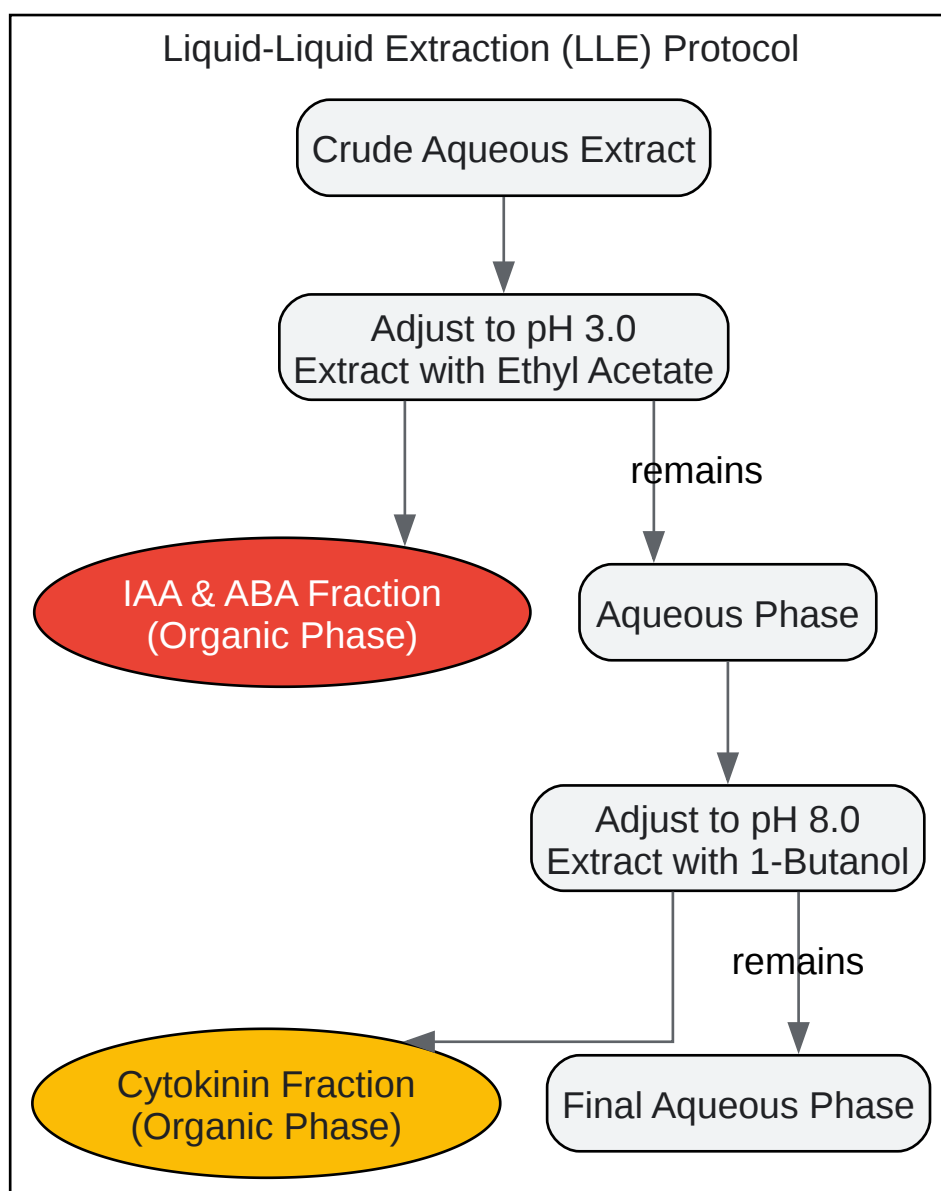 Liquid-Liquid Extraction (LLE) Protocol
Crude Aqueous Extract
Adjust to pH 3.0
Extract with Ethyl Acetate
remains
IAA & ABA Fraction
(Organic Phase)
Aqueous Phase
Adjust to pH 8.0
Extract with 1-Butanol
remains
Cytokinin Fraction
(Organic Phase)
Final Aqueous Phase